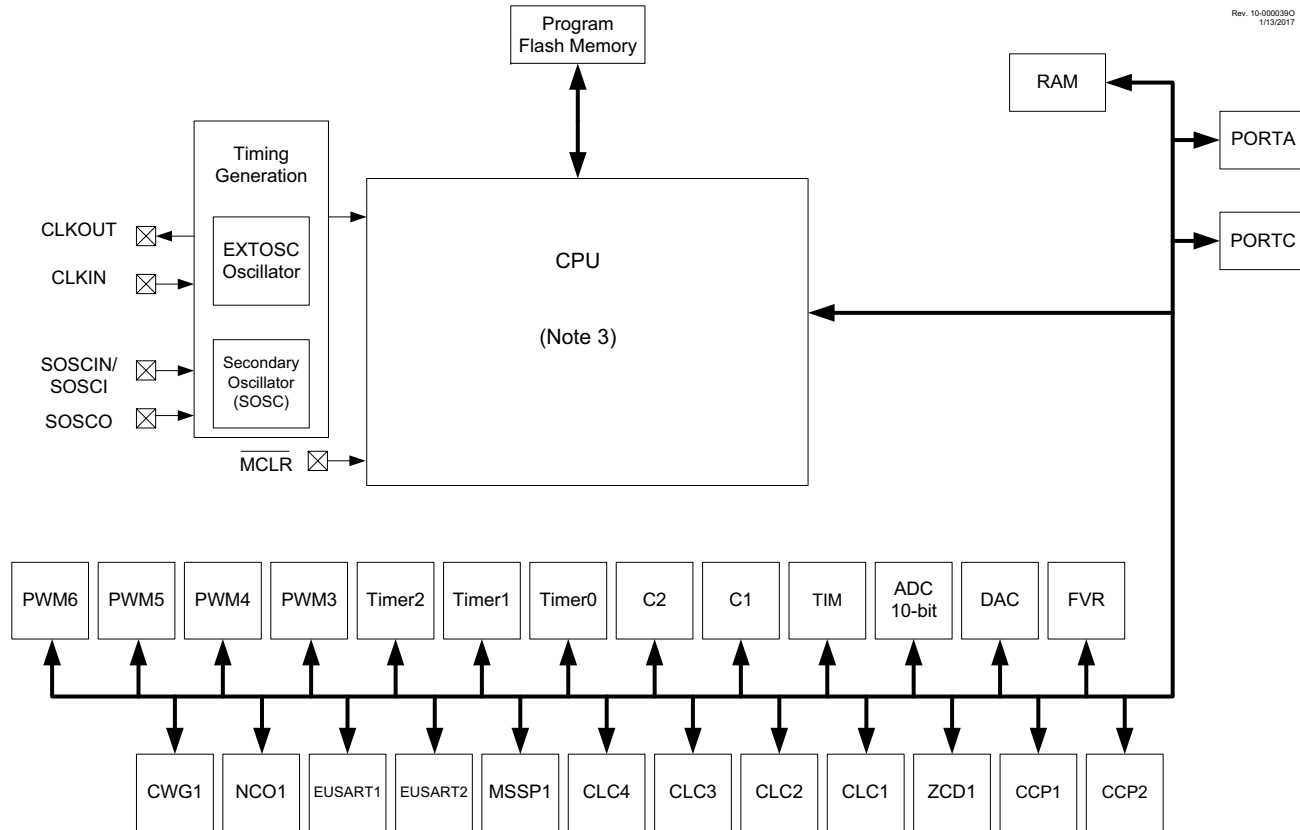 Rev. 10-000039O
1/13/2017
Program
Flash Memory
RAM
PORTA
PORTC
Timing
Generation
EXTOSC
Oscillator
Secondary
Oscillator
(SOSC)
CLKOUT
CLKIN
SOSCIN/
SOSCI
SOSCO
MCLR
CPU
(Note 3)
PWM6
PWM5
PWM4
PWM3
Timer2
Timer1
Timer0
C2
C1
TIM
ADC
10-bit
DAC
FVR
CWG1
NCO1
EUSART1
EUSART2
MSSP1
CLC4
CLC3
CLC2
CLC1
ZCD1
CCP1
CCP2